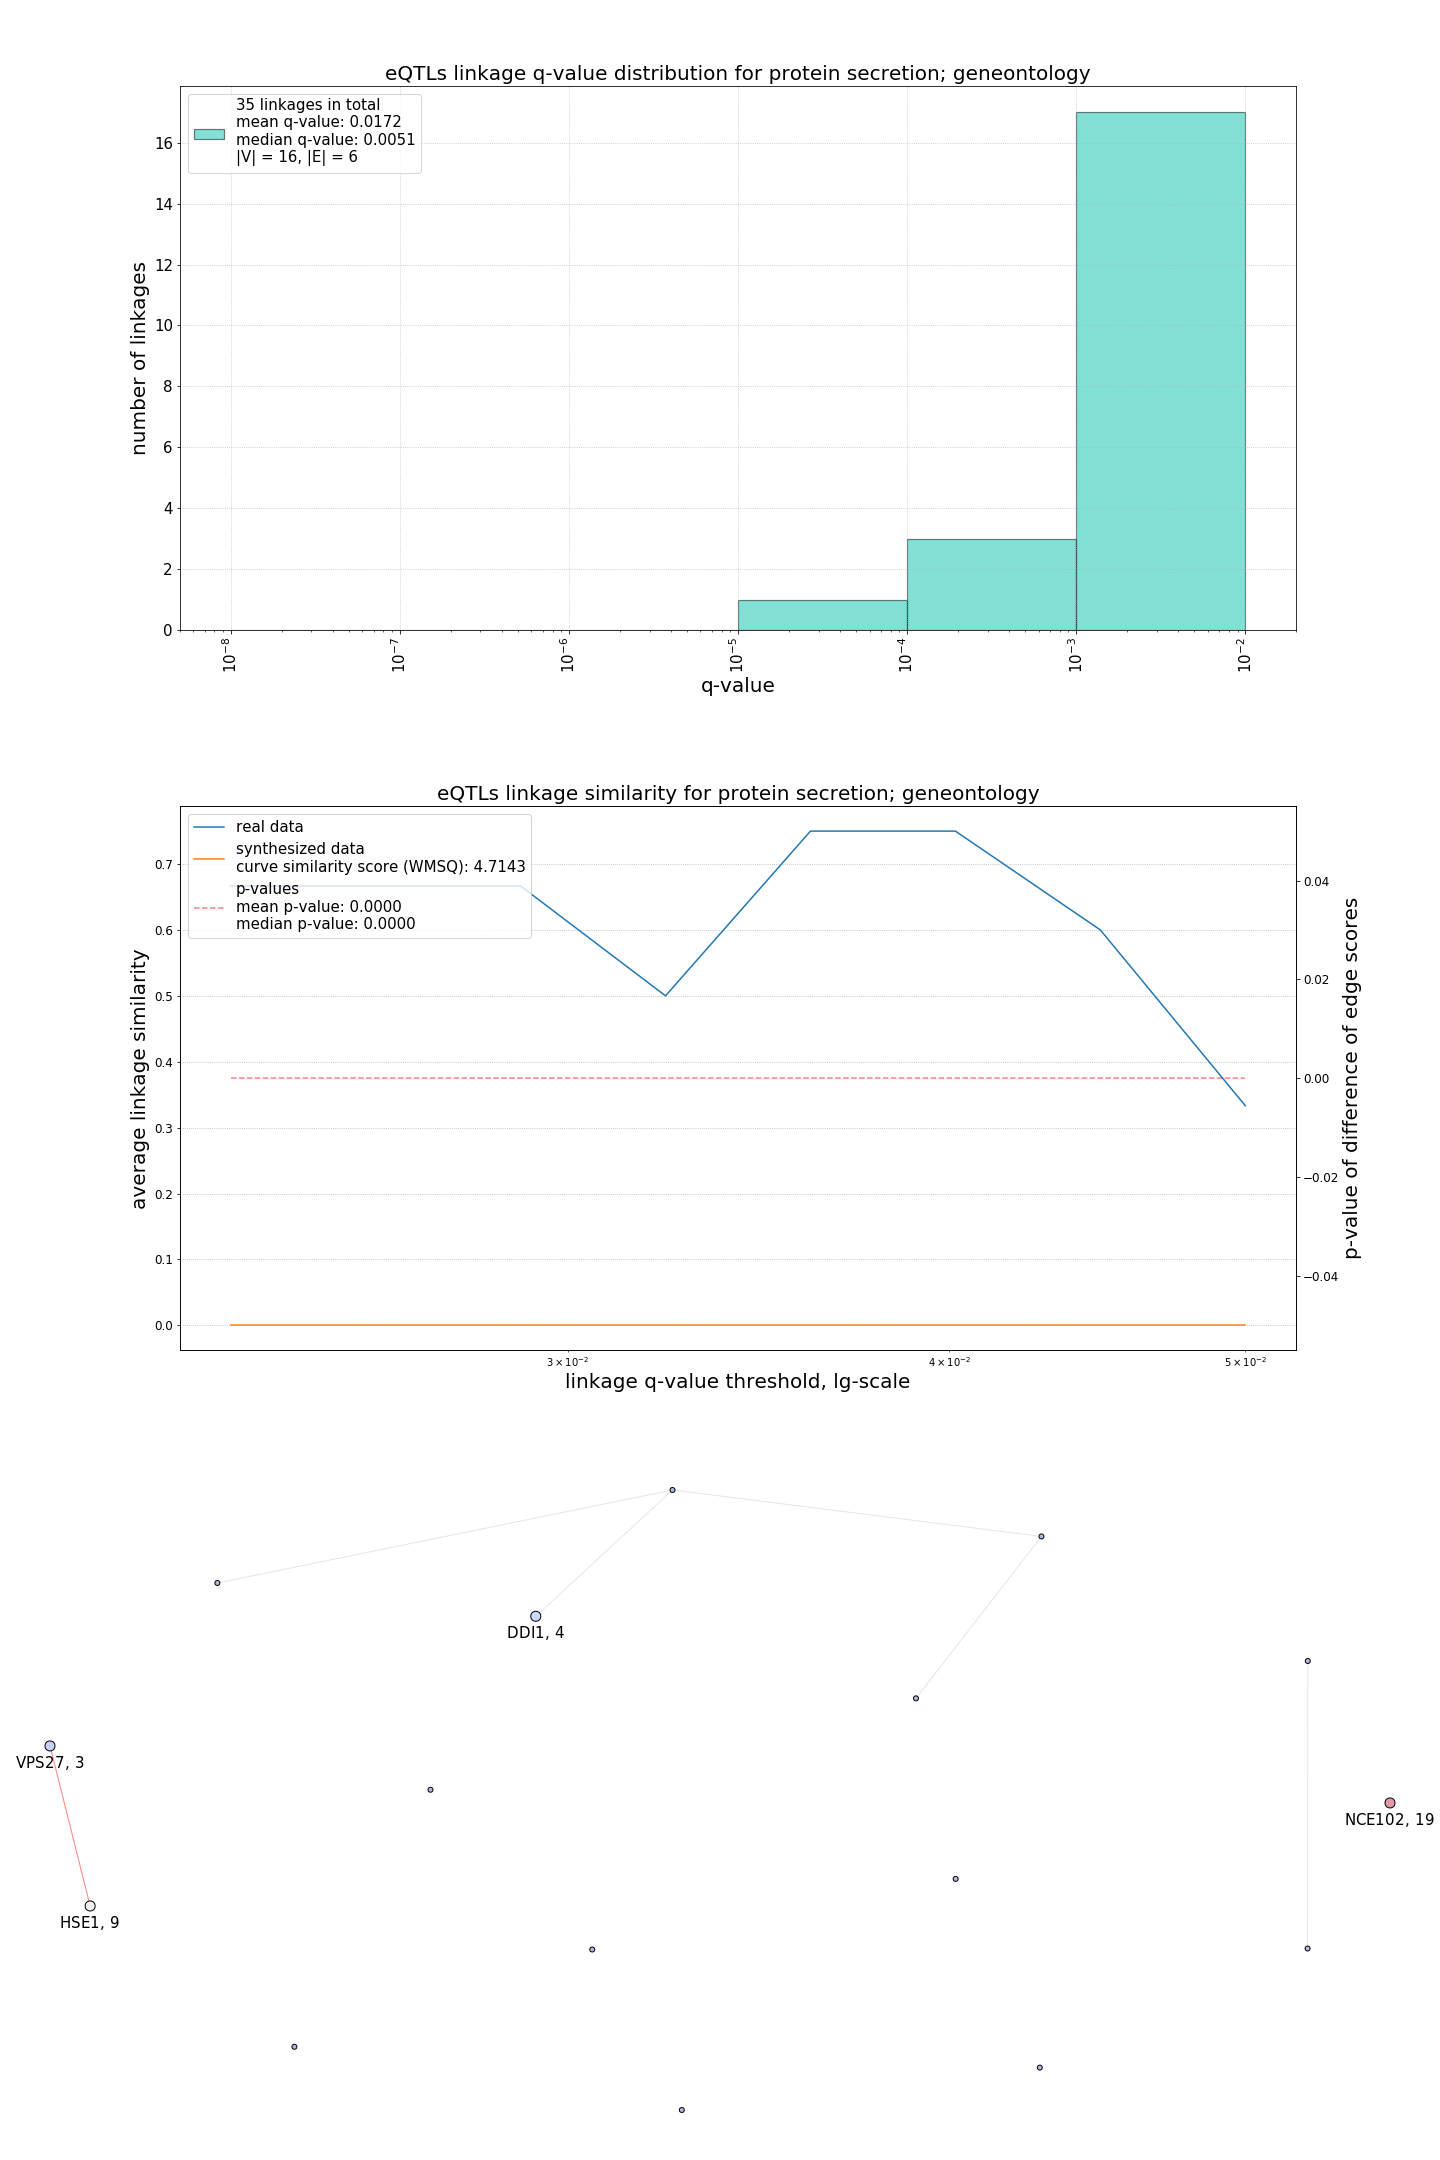 eQTLs linkage q-value distribution for protein secretion; geneontology
35 linkages in total
mean q-value: 0.0172
median q-value: 0.0051
|V| = 16, |E| = 6
number of linkages
16
14
12
10
8
6
4
2
0
10⁻⁸
10⁻⁷
10⁻⁶
10⁻⁵
10⁻⁴
10⁻³
10⁻²
q-value
eQTLs linkage similarity for protein secretion; geneontology
real data
synthesized data
curve similarity score (WMSQ): 4.7143
p-values
mean p-value: 0.0000
median p-value: 0.0000
average linkage similarity
0.7
0.6
0.5
0.4
0.3
0.2
0.1
0.0
0.04
0.02
0.00
−0.02
−0.04
p-value of difference of edge scores
3 × 10⁻²
4 × 10⁻²
5 × 10⁻²
linkage q-value threshold, lg-scale
DDI1, 4
VPS27, 3
NCE102, 19
HSE1, 9